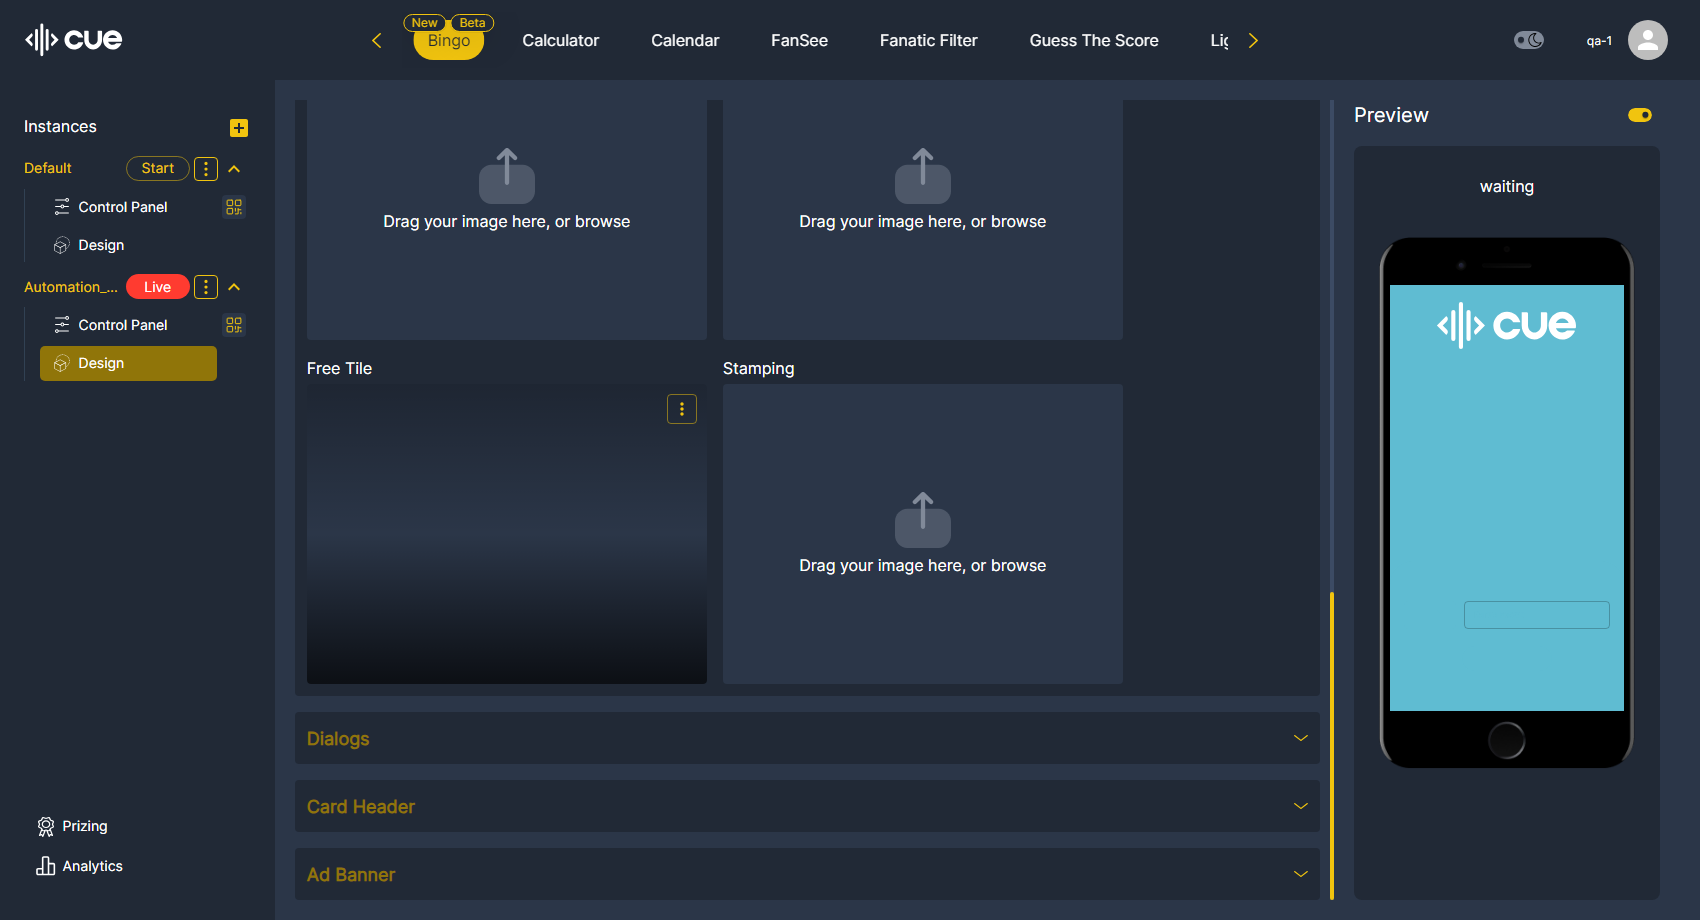 cue
New
Beta
Bingo
Calculator
Calendar
FanSee
Fanatic Filter
Guess The Score
qa-1
Instances
Default
Start
Control Panel
Design
Automation_...
Live
Control Panel
Design
Prizing
Analytics
Drag your image here, or browse
Drag your image here, or browse
Free Tile
Stamping
Drag your image here, or browse
Dialogs
Card Header
Ad Banner
Preview
waiting
cue